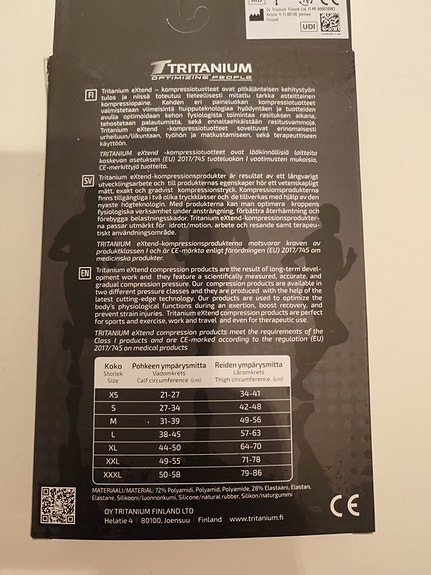 MD
Oy Tritanium Finland Ltd.
Finland
UDI
TRITANIUM
OPTIMIZING PEOPLE
FI Tritanium eXtend – kompressiotuotteet ovat pitkäjänteisen kehitystyön
tulos ja niissä toteutuu tieteellisesti mitattu tarkka asteittainen
kompressiopaine. Kahden eri paineluokan kompressiotuotteet
valmistetaan viimeisintä huipputeknologiaa hyödyntäen ja tuotteiden
avulla optimoidaan kehon fysiologista toimintaa rasituksen aikana,
tehostetaan palautumista, sekä ennaltaehkäistään rasitusvammoja.
Tritanium eXtend -kompressiotuotteet soveltuvat erinomaisesti
urheiluun/liikuntaan, työhön ja matkustamiseen, sekä terapeuttiseen
käyttöön.
TRITANIUM eXtend -kompressiotuotteet ovat lääkinnällisiä laitteita
koskevan asetuksen (EU) 2017/745 tuoteluokan I vaatimusten mukaisia,
CE-merkittyjä tuotteita.
SV Tritanium eXtend-kompressionsprodukter är resultat av ett långvarigt
utvecklingsarbete och till produkternas egenskaper hör ett vetenskapligt
mätt, exakt och gradvist kompressionstryck. Kompressionsprodukterna
finns tillgängliga i två olika tryckklasser och de tillverkas med hjälp av den
nyaste högteknologin. Med produkterna kan man optimera kroppens
fysiologiska verksamhet under ansträngning, förbättra återhämtning och
förebygga belastningsskador. Tritanium eXtend-kompressionsprodukter-
na passar utmärkt för idrott/motion, arbete och resande samt terapeu-
tiskt användningsområde.
TRITANIUM eXtend-kompressionsprodukterna motsvarar kraven av
produktklassen I och är CE-märkta enligt förordningen (EU) 2017/745 om
medicinska produkter.
EN Tritanium eXtend compression products are the result of long-term devel-
opment work and they feature a scientifically measured, accurate, and
gradual compression pressure. Our compression products are available in
two different pressure classes and they are produced with the help of the
latest cutting-edge technology. Our products are used to optimize the
body's physiological functions during an exertion, boost recovery, and
prevent strain injuries. Tritanium eXtend compression products are perfect
for sports and exercise, work and travel and even for therapeutic use.
TRITANIUM eXtend compression products meet the requirements of the
Class I products and are CE-marked according to the regulation (EU)
2017/745 on medical products
Koko Pohkeen ympärysmitta Reiden ympärysmitta
Storlek Vadomkrets Låromkrets
Size Calf circumference (cm) Thigh circumference (cm)
XS 21-27 34-41
S 27-34 42-48
M 31-39 49-56
L 38-45 57-63
XL 44-50 64-70
XXL 49-55 71-78
XXXL 50-58 79-86
MATERIAALI/MATERIAL: 72% Polyamidi, Polyamid, Polyamide, 28% Elastaani, Elastan,
Elastane, Silikooni/luonnonkumi, Silicone/natural rubber, Silikon/naturgummi
OY TRITANIUM FINLAND LTD
Helatie 4 | 80100, Joensuu | Finland www.tritanium.fi
CE